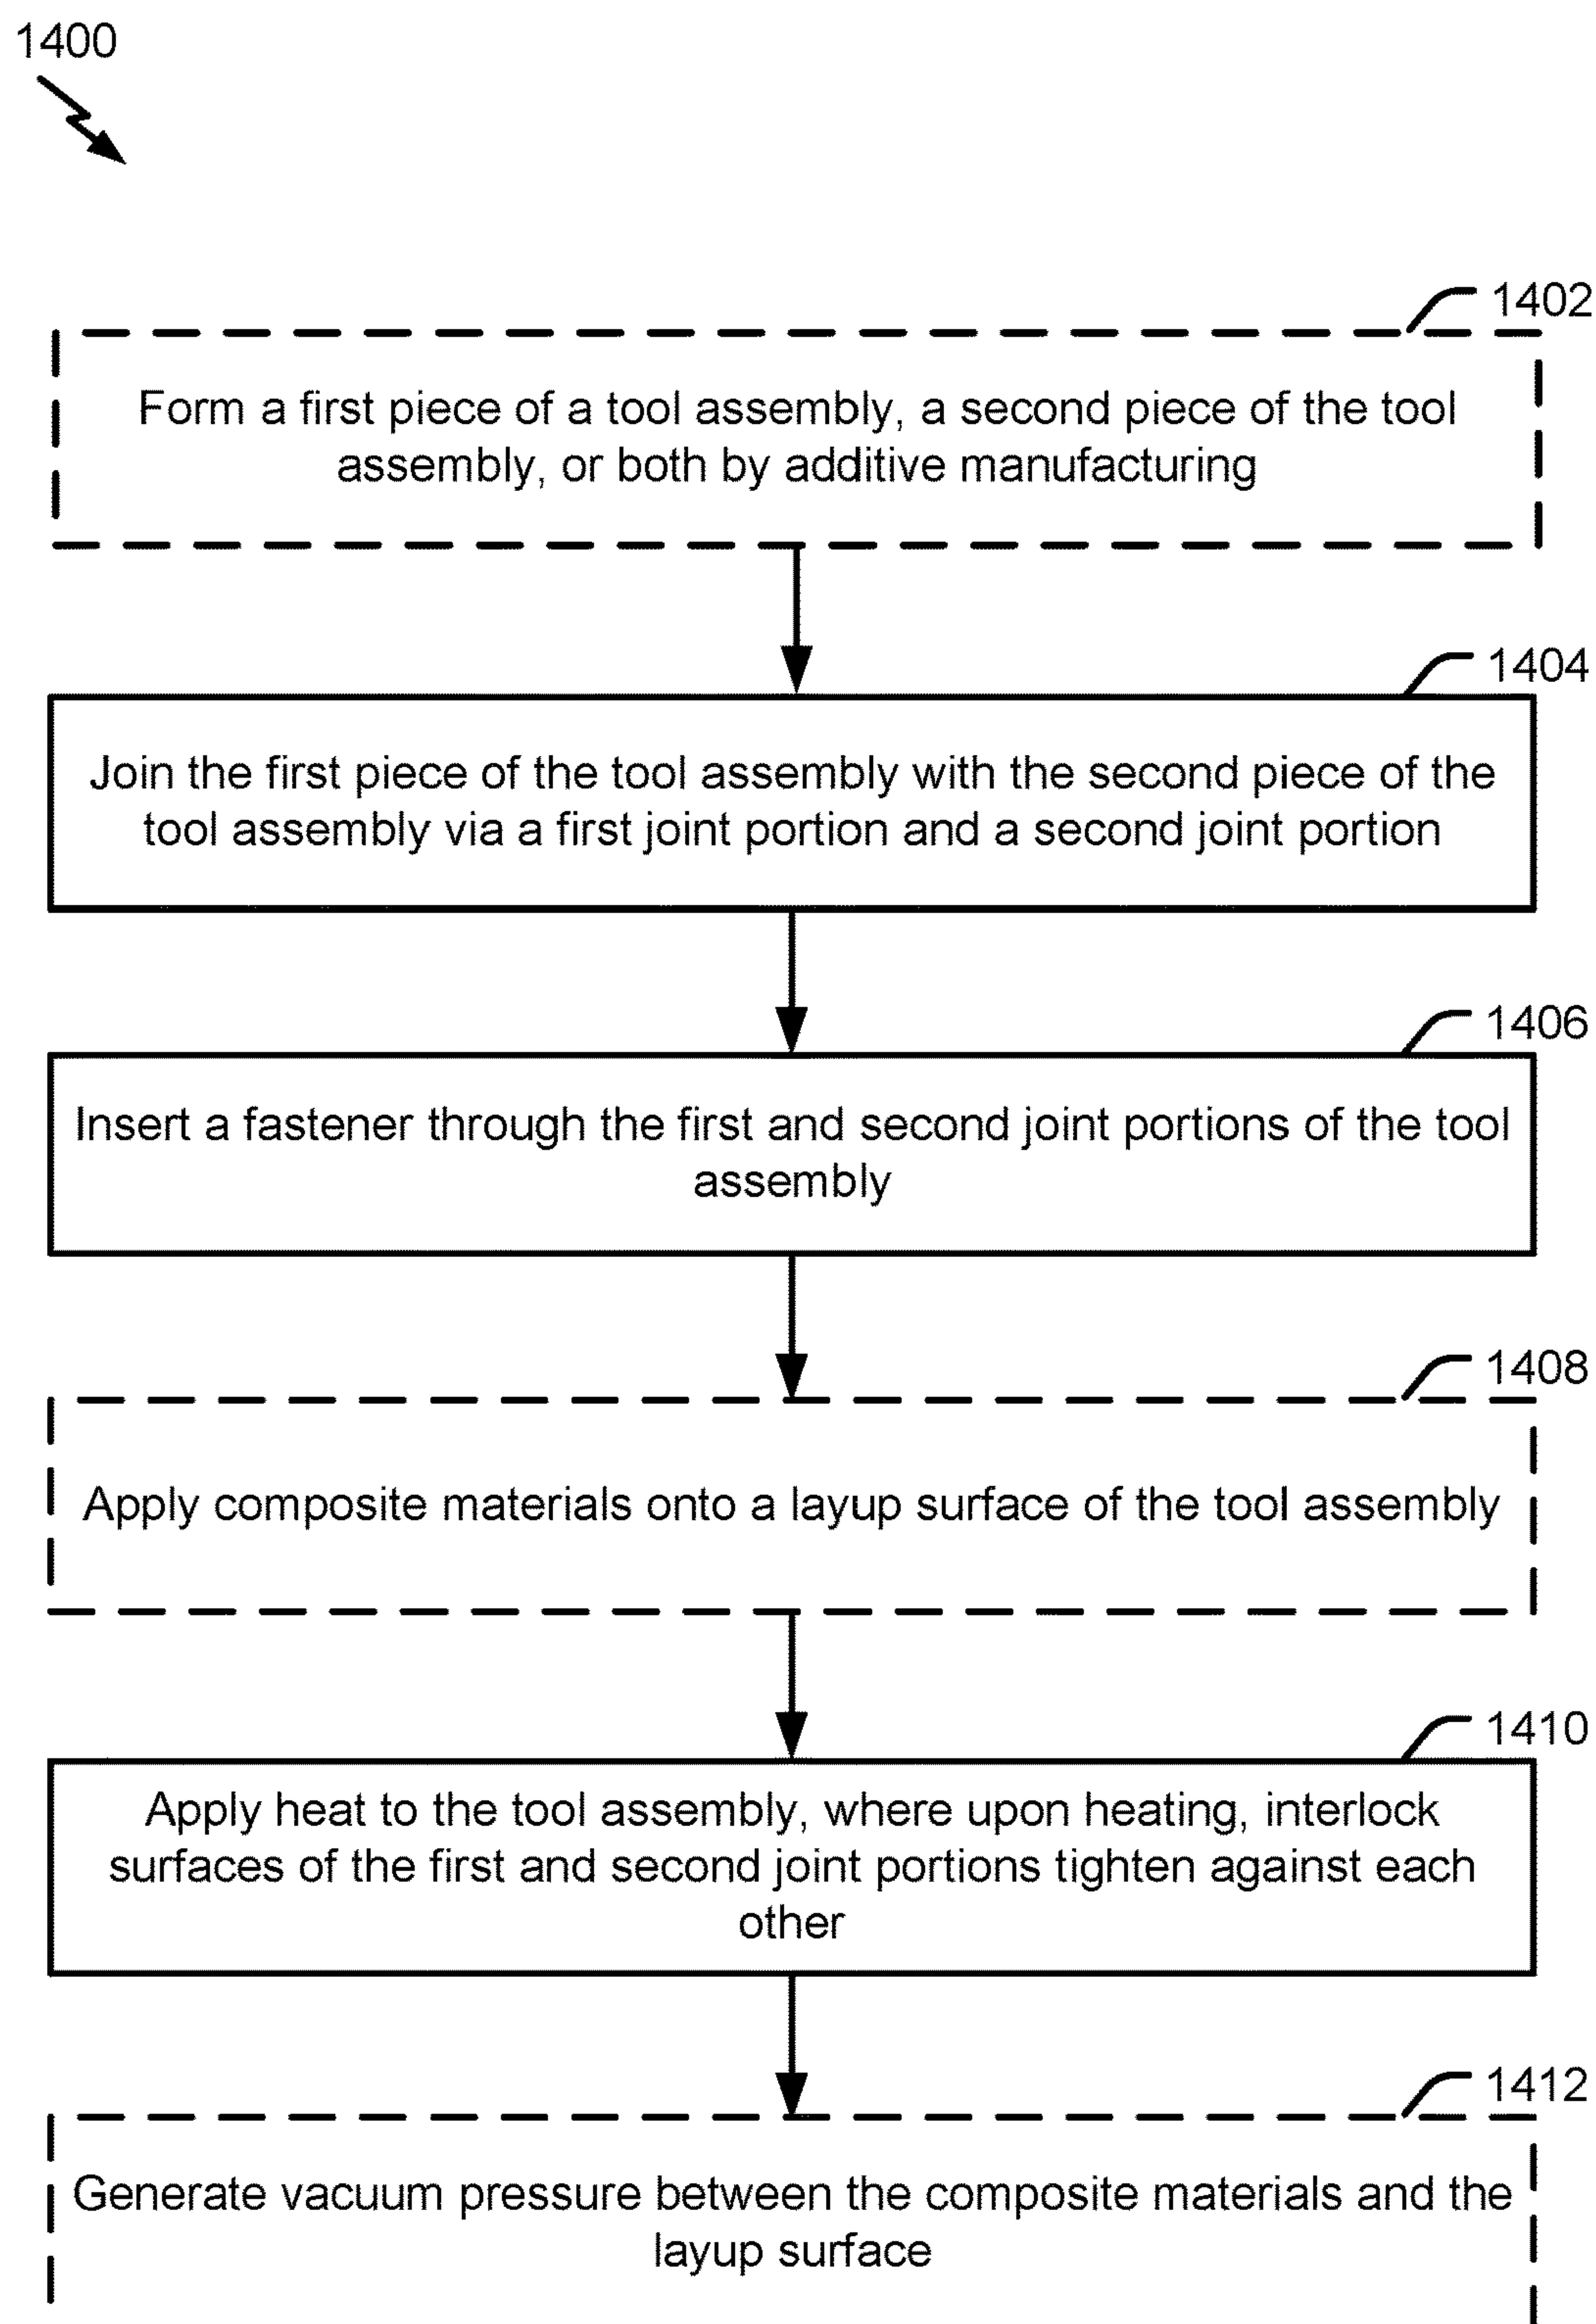 1400
1402
Form a first piece of a tool assembly, a second piece of the tool
assembly, or both by additive manufacturing
1404
Join the first piece of the tool assembly with the second piece of the
tool assembly via a first joint portion and a second joint portion
1406
Insert a fastener through the first and second joint portions of the tool
assembly
1408
Apply composite materials onto a layup surface of the tool assembly
1410
Apply heat to the tool assembly, where upon heating, interlock
surfaces of the first and second joint portions tighten against each
other
1412
Generate vacuum pressure between the composite materials and the
layup surface